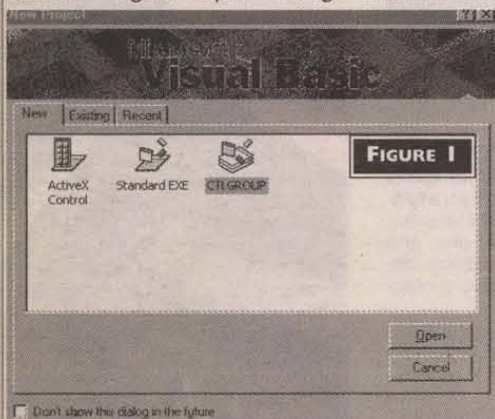 New Project
Microsoft
Visual Basic
New Existing Recent
FIGURE 1
ActiveX Control
Standard EXE
CTLGROUP
Open
Cancel
Don't show this dialog in the future